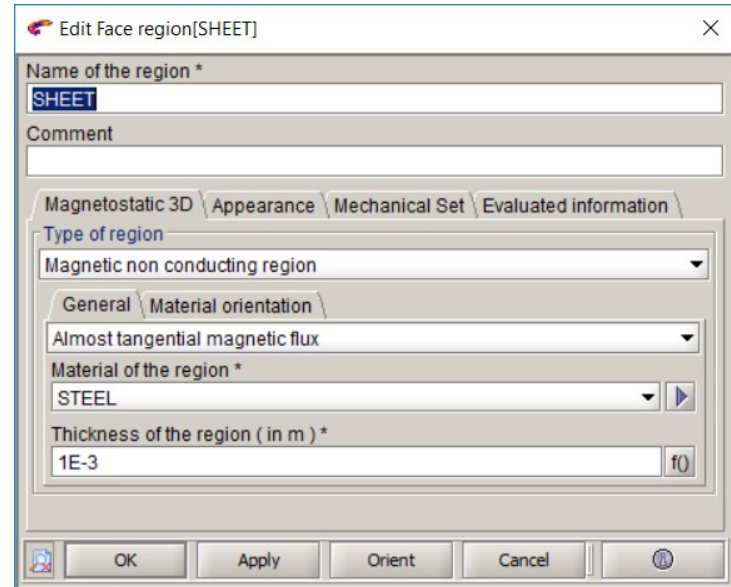 Edit Face region[SHEET]
Name of the region *
SHEET
Comment
Magnetostatic 3D Appearance Mechanical Set Evaluated information
Type of region
Magnetic non conducting region
General Material orientation
Almost tangential magnetic flux
Material of the region *
STEEL
Thickness of the region ( in m ) *
1E-3 f()
OK Apply Orient Cancel